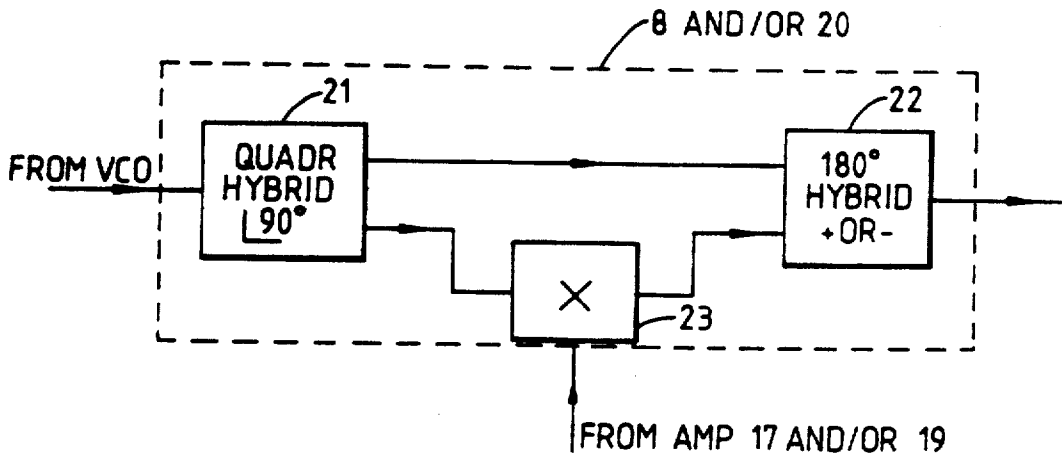 8 AND/OR 20
21
22
FROM VCO
QUADR
HYBRID
90°
180°
HYBRID
+OR-
×
23
FROM AMP 17 AND/OR 19